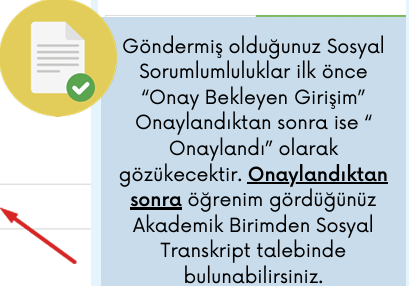 Göndermiş olduğunuz Sosyal
Sorumlumluluklar ilk önce
“Onay Bekleyen Girişim”
Onaylandıktan sonra ise “
Onaylandı” olarak
gözükecektir. Onaylandıktan
sonra öğrenim gördüğünüz
Akademik Birimden Sosyal
Transkript talebinde
bulunabilirsiniz.